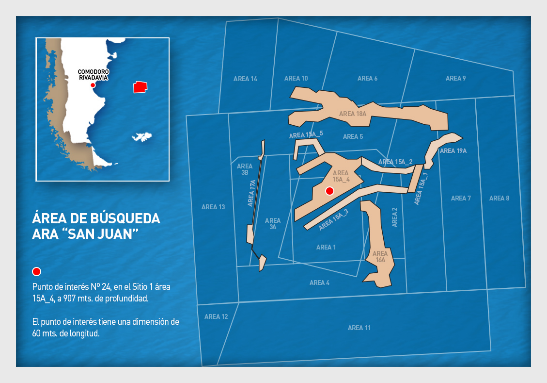 COMODORO
RIVADAVIA
ÁREA DE BÚSQUEDA
ARA “SAN JUAN”
Punto de interés Nº 24, en el Sitio 1 área
15A_4, a 907 mts. de profundidad.
El punto de interés tiene una dimensión de
60 mts. de longitud.
AREA 14
AREA 10
AREA 6
AREA 9
AREA 18A
AREA 15A_5
AREA 5
AREA 19A
AREA
3B
AREA 17A
AREA
15A_4
AREA 15A_2
AREA 15A_1
AREA 13
AREA
3A
AREA 15A_3
AREA 2
AREA 7
AREA 8
AREA 1
AREA
16A
AREA 4
AREA 12
AREA 11